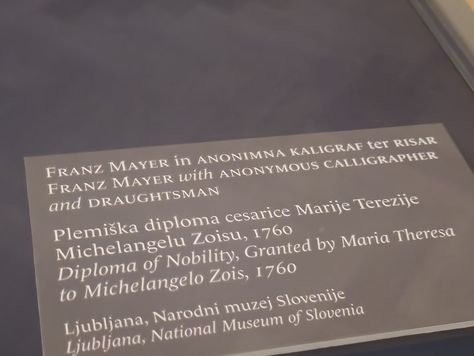 FRANZ MAYER in ANONIMNA KALIGRAF ter RISAR
FRANZ MAYER with ANONYMOUS CALLIGRAPHER
and DRAUGHTSMAN
Plemiška diploma cesarice Marije Terezije
Michelangelu Zoisu, 1760
Diploma of Nobility, Granted by Maria Theresa
to Michelangelo Zois, 1760
Ljubljana, Narodni muzej Slovenije
Ljubljana, National Museum of Slovenia